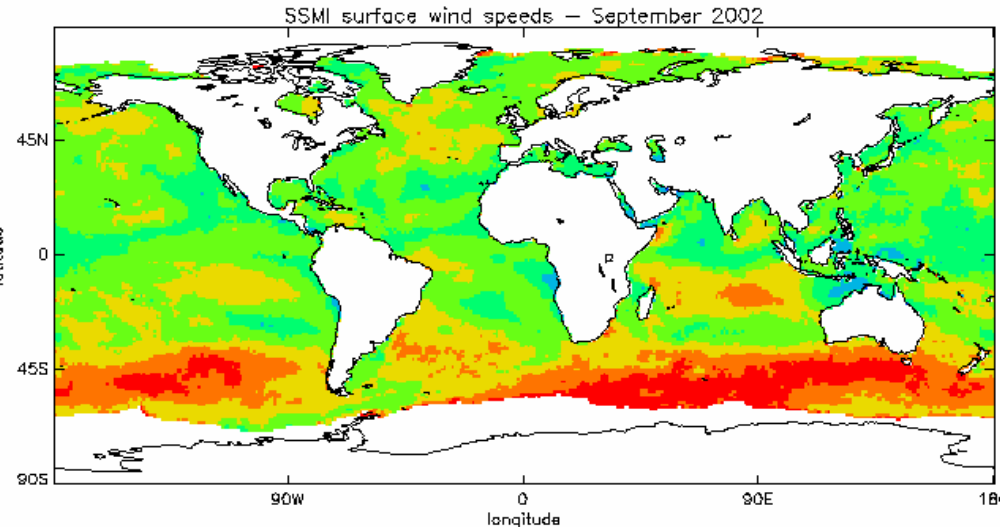 SSMI surface wind speeds — September 2002
45N
0
45S
90S
90W
0
90E
longitude